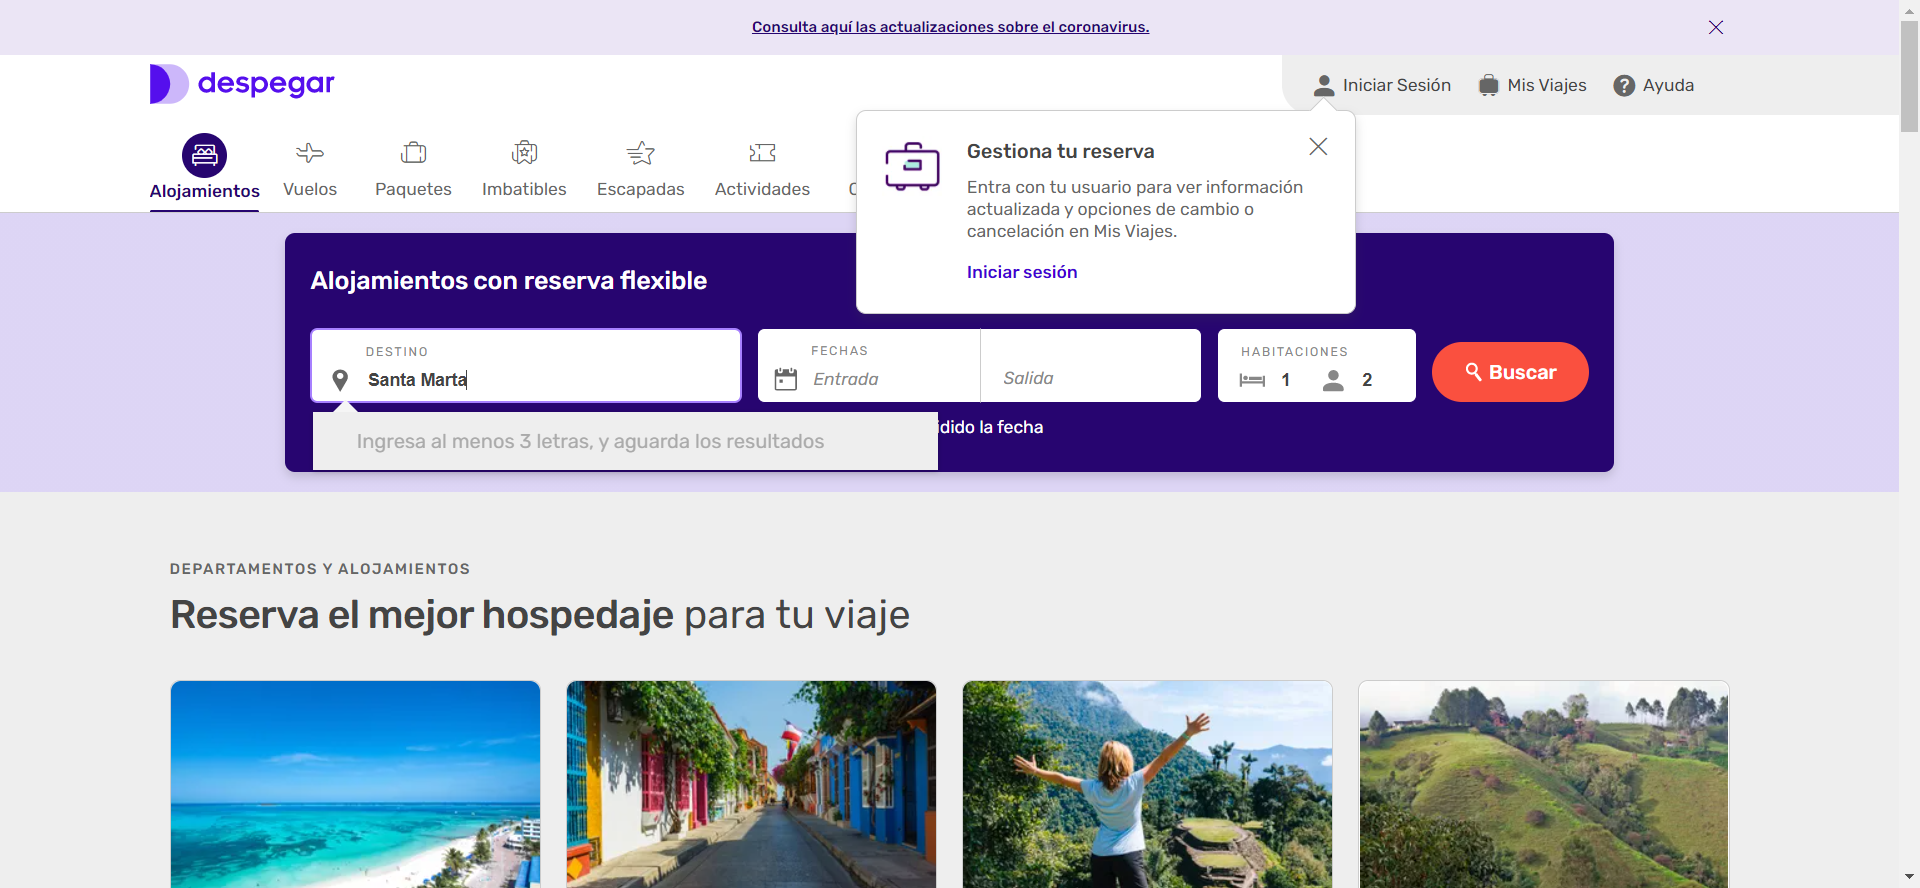 Consulta aquí las actualizaciones sobre el coronavirus.
despegar
Iniciar Sesión
Mis Viajes
Ayuda
Alojamientos
Vuelos
Paquetes
Imbatibles
Escapadas
Actividades
Gestiona tu reserva
Entra con tu usuario para ver información
actualizada y opciones de cambio o
cancelación en Mis Viajes.
Iniciar sesión
Alojamientos con reserva flexible
DESTINO
Santa Marta
FECHAS
Entrada
Salida
HABITACIONES
1
2
Buscar
Ingresa al menos 3 letras, y aguarda los resultados
la fecha
DEPARTAMENTOS Y ALOJAMIENTOS
Reserva el mejor hospedaje para tu viaje